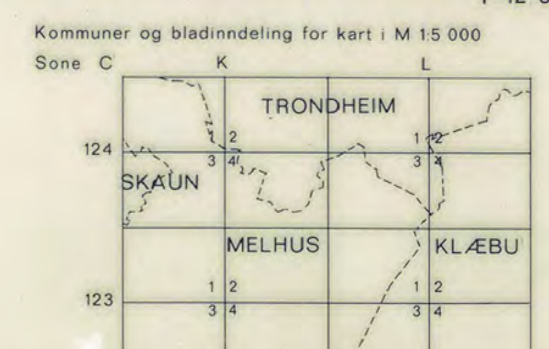 Kommuner og bladinndeling for kart i M 1:5 000
Sone C K L
TRONDHEIM
2 1 2
124
3 4 3 4
SKAUN
MELHUS KLÆBU
1 2 1 2
123
3 4 3 4